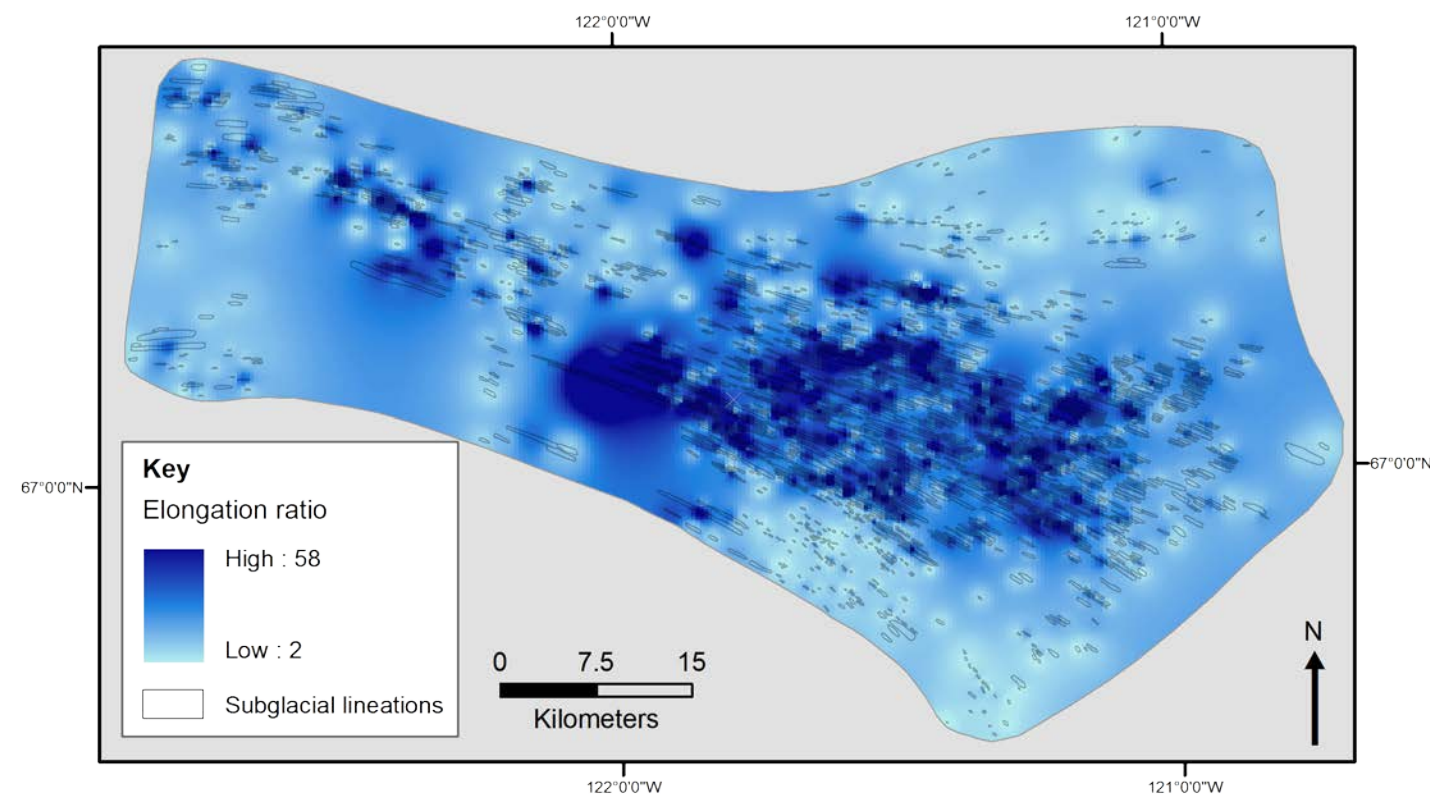 122°0'0"W 121°0'0"W
67°0'0"N
67°0'0"N
Key
Elongation ratio
High : 58
Low : 2
Subglacial lineations
0 7.5 15
Kilometers
N
122°0'0"W 121°0'0"W